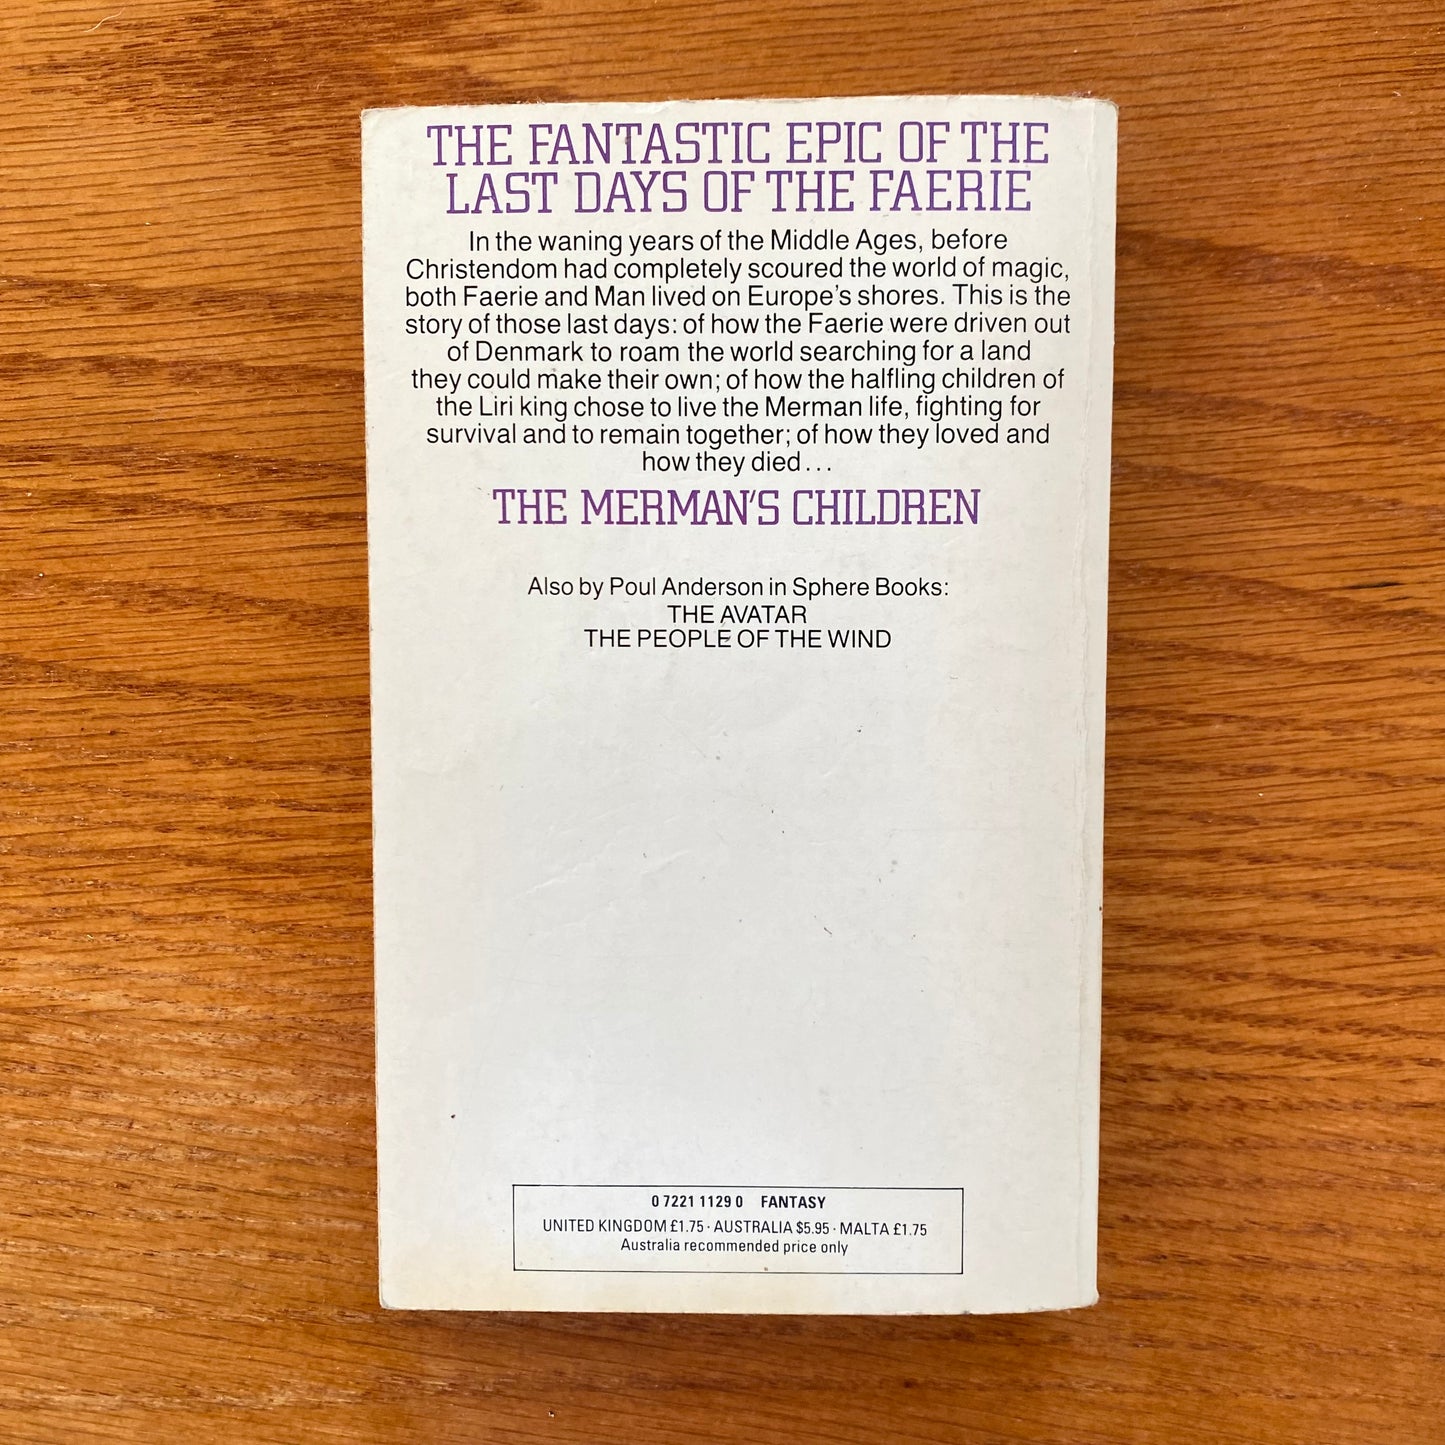 THE FANTASTIC EPIC OF THE
LAST DAYS OF THE FAERIE
In the waning years of the Middle Ages, before
Christendom had completely scoured the world of magic,
both Faerie and Man lived on Europe's shores. This is the
story of those last days: of how the Faerie were driven out
of Denmark to roam the world searching for a land
they could make their own; of how the halfling children of
the Liri king chose to live the Merman life, fighting for
survival and to remain together; of how they loved and
how they died...
THE MERMAN'S CHILDREN
Also by Poul Anderson in Sphere Books:
THE AVATAR
THE PEOPLE OF THE WIND
0 7221 1129 0 FANTASY
UNITED KINGDOM £1.75 · AUSTRALIA $5.95 · MALTA £1.75
Australia recommended price only